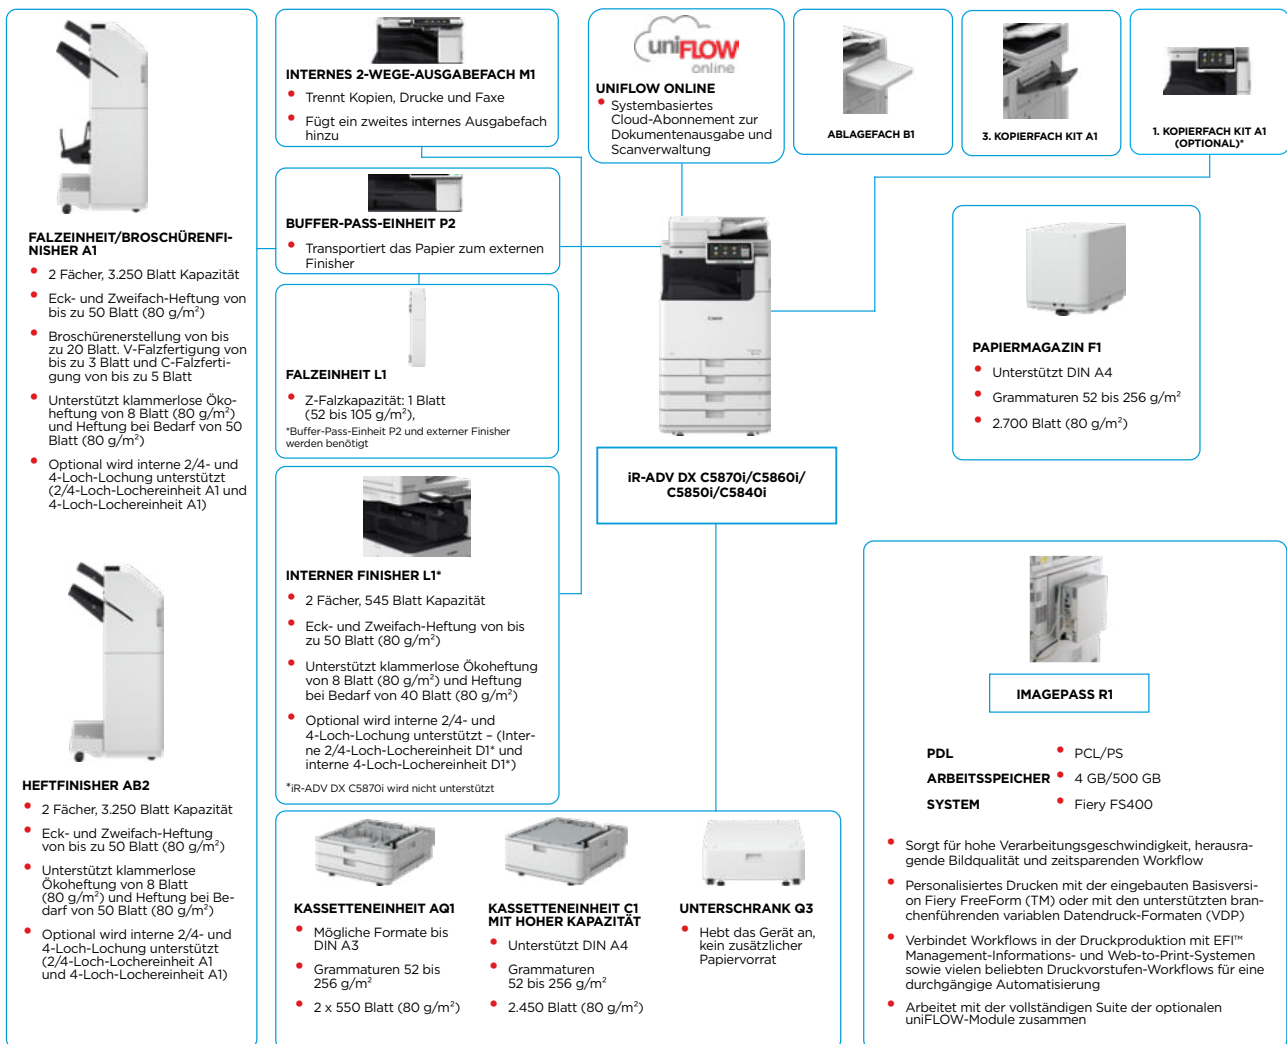 FALZEINHEIT/BROSCHÜRENFI-
NISHER A1
• 2 Fächer, 3.250 Blatt Kapazität
• Eck- und Zweifach-Heftung von
bis zu 50 Blatt (80 g/m²)
• Broschürenerstellung von bis
zu 20 Blatt. V-Falzfertigung von
bis zu 3 Blatt und C-Falzferti-
gung von bis zu 5 Blatt
• Unterstützt klammerlose Öko-
heftung von 8 Blatt (80 g/m²)
und Heftung bei Bedarf von 50
Blatt (80 g/m²)
• Optional wird interne 2/4- und
4-Loch-Lochung unterstützt
(2/4-Loch-Lochereinheit A1 und
4-Loch-Lochereinheit A1)
HEFTFINISHER AB2
• 2 Fächer, 3.250 Blatt Kapazität
• Eck- und Zweifach-Heftung
von bis zu 50 Blatt (80 g/m²)
• Unterstützt klammerlose
Ökoheftung von 8 Blatt
(80 g/m²) und Heftung bei Be-
darf von 50 Blatt (80 g/m²)
• Optional wird interne 2/4- und
4-Loch-Lochung unterstützt
(2/4-Loch-Lochereinheit A1
und 4-Loch-Lochereinheit A1)
INTERNES 2-WEGE-AUSGABEFACH M1
• Trennt Kopien, Drucke und Faxe
• Fügt ein zweites internes Ausgabefach
hinzu
BUFFER-PASS-EINHEIT P2
• Transportiert das Papier zum externen
Finisher
FALZEINHEIT L1
• Z-Falzkapazität: 1 Blatt
(52 bis 105 g/m²),
*Buffer-Pass-Einheit P2 und externer Finisher
werden benötigt
INTERNER FINISHER L1*
• 2 Fächer, 545 Blatt Kapazität
• Eck- und Zweifach-Heftung von bis
zu 50 Blatt (80 g/m²)
• Unterstützt klammerlose Ökoheftung
von 8 Blatt (80 g/m²) und Heftung
bei Bedarf von 40 Blatt (80 g/m²)
• Optional wird interne 2/4- und
4-Loch-Lochung unterstützt – (Inter-
ne 2/4-Loch-Lochereinheit D1* und
interne 4-Loch-Lochereinheit D1*)
*iR-ADV DX C5870i wird nicht unterstützt
uniFLOW
online
UNIFLOW ONLINE
• Systembasiertes
Cloud-Abonnement zur
Dokumentenausgabe und
Scanverwaltung
ABLAGEFACH B1
3. KOPIERFACH KIT A1
1. KOPIERFACH KIT A1
(OPTIONAL)*
Canon
iR-ADV DX C5870i/C5860i/
C5850i/C5840i
PAPIERMAGAZIN F1
• Unterstützt DIN A4
• Grammaturen 52 bis 256 g/m²
• 2.700 Blatt (80 g/m²)
KASSETTENEINHEIT AQ1
• Mögliche Formate bis
DIN A3
• Grammaturen 52 bis
256 g/m²
• 2 x 550 Blatt (80 g/m²)
KASSETTENEINHEIT C1
MIT HOHER KAPAZITÄT
• Unterstützt DIN A4
• Grammaturen
52 bis 256 g/m²
• 2.450 Blatt (80 g/m²)
UNTERSCHRANK Q3
• Hebt das Gerät an,
kein zusätzlicher
Papiervorrat
IMAGEPASS R1
PDL • PCL/PS
ARBEITSSPEICHER • 4 GB/500 GB
SYSTEM • Fiery FS400
• Sorgt für hohe Verarbeitungsgeschwindigkeit, herausra-
gende Bildqualität und zeitsparenden Workflow
• Personalisiertes Drucken mit der eingebauten Basisversi-
on Fiery FreeForm (TM) oder mit den unterstützten bran-
chenführenden variablen Datendruck-Formaten (VDP)
• Verbindet Workflows in der Druckproduktion mit EFI™
Management-Informations- und Web-to-Print-Systemen
sowie vielen beliebten Druckvorstufen-Workflows für eine
durchgängige Automatisierung
• Arbeitet mit der vollständigen Suite der optionalen
uniFLOW-Module zusammen